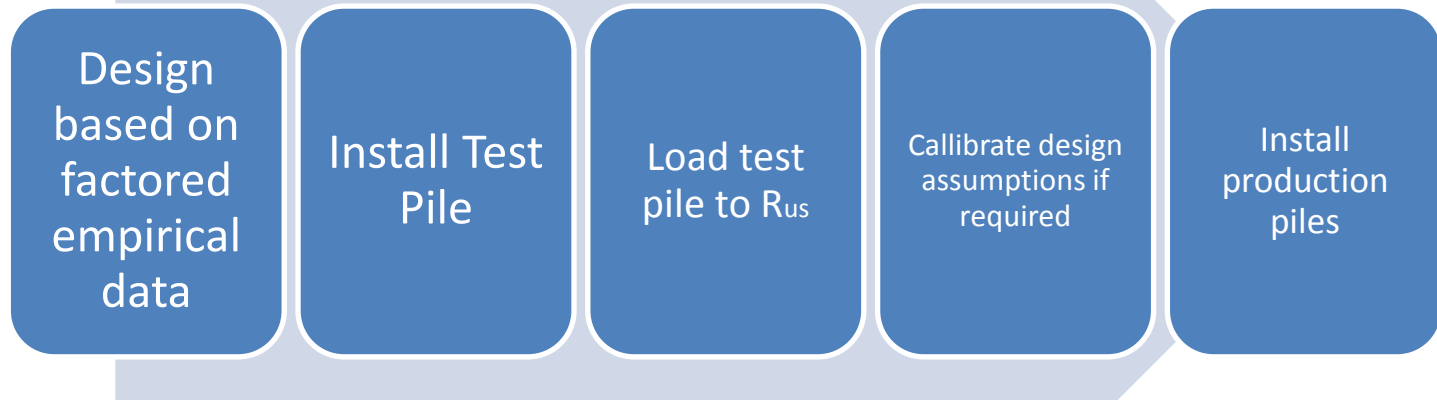 Design
based on
factored
empirical
data
Install Test
Pile
Load test
pile to Rus
Callibrate design
assumptions if
required
Install
production
piles